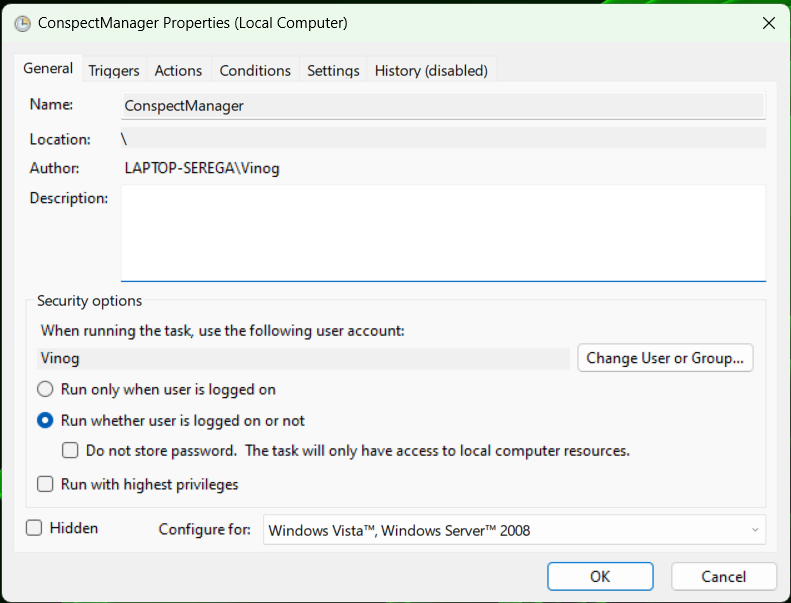 ConspectManager Properties (Local Computer)
General Triggers Actions Conditions Settings History (disabled)
Name: ConspectManager
Location: \
Author: LAPTOP-SEREGA\Vinog
Description:
Security options
When running the task, use the following user account:
Vinog Change User or Group...
Run only when user is logged on
Run whether user is logged on or not
Do not store password. The task will only have access to local computer resources.
Run with highest privileges
Hidden Configure for: Windows Vista™, Windows Server™ 2008
OK Cancel